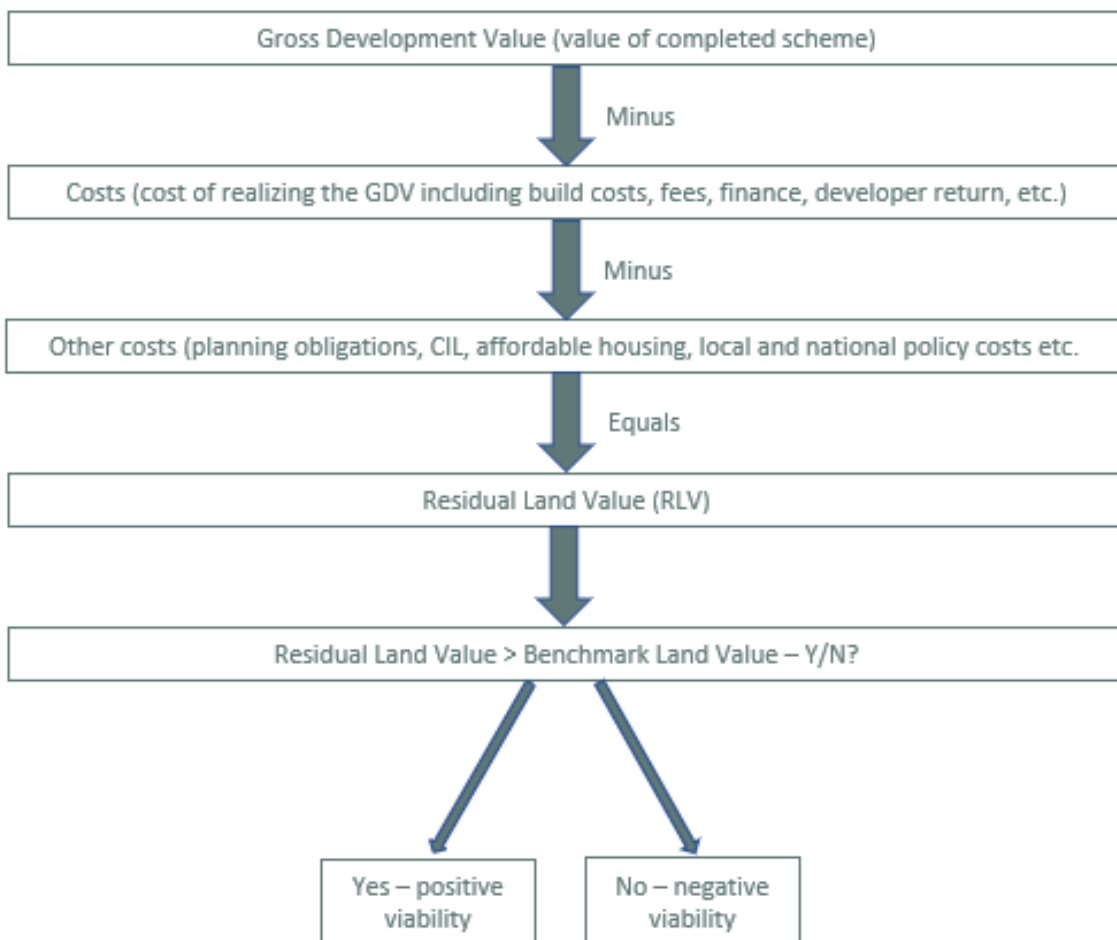 Gross Development Value (value of completed scheme)
Minus
Costs (cost of realizing the GDV including build costs, fees, finance, developer return, etc.)
Minus
Other costs (planning obligations, CIL, affordable housing, local and national policy costs etc.
Equals
Residual Land Value (RLV)
Residual Land Value > Benchmark Land Value – Y/N?
Yes – positive
viability
No – negative
viability